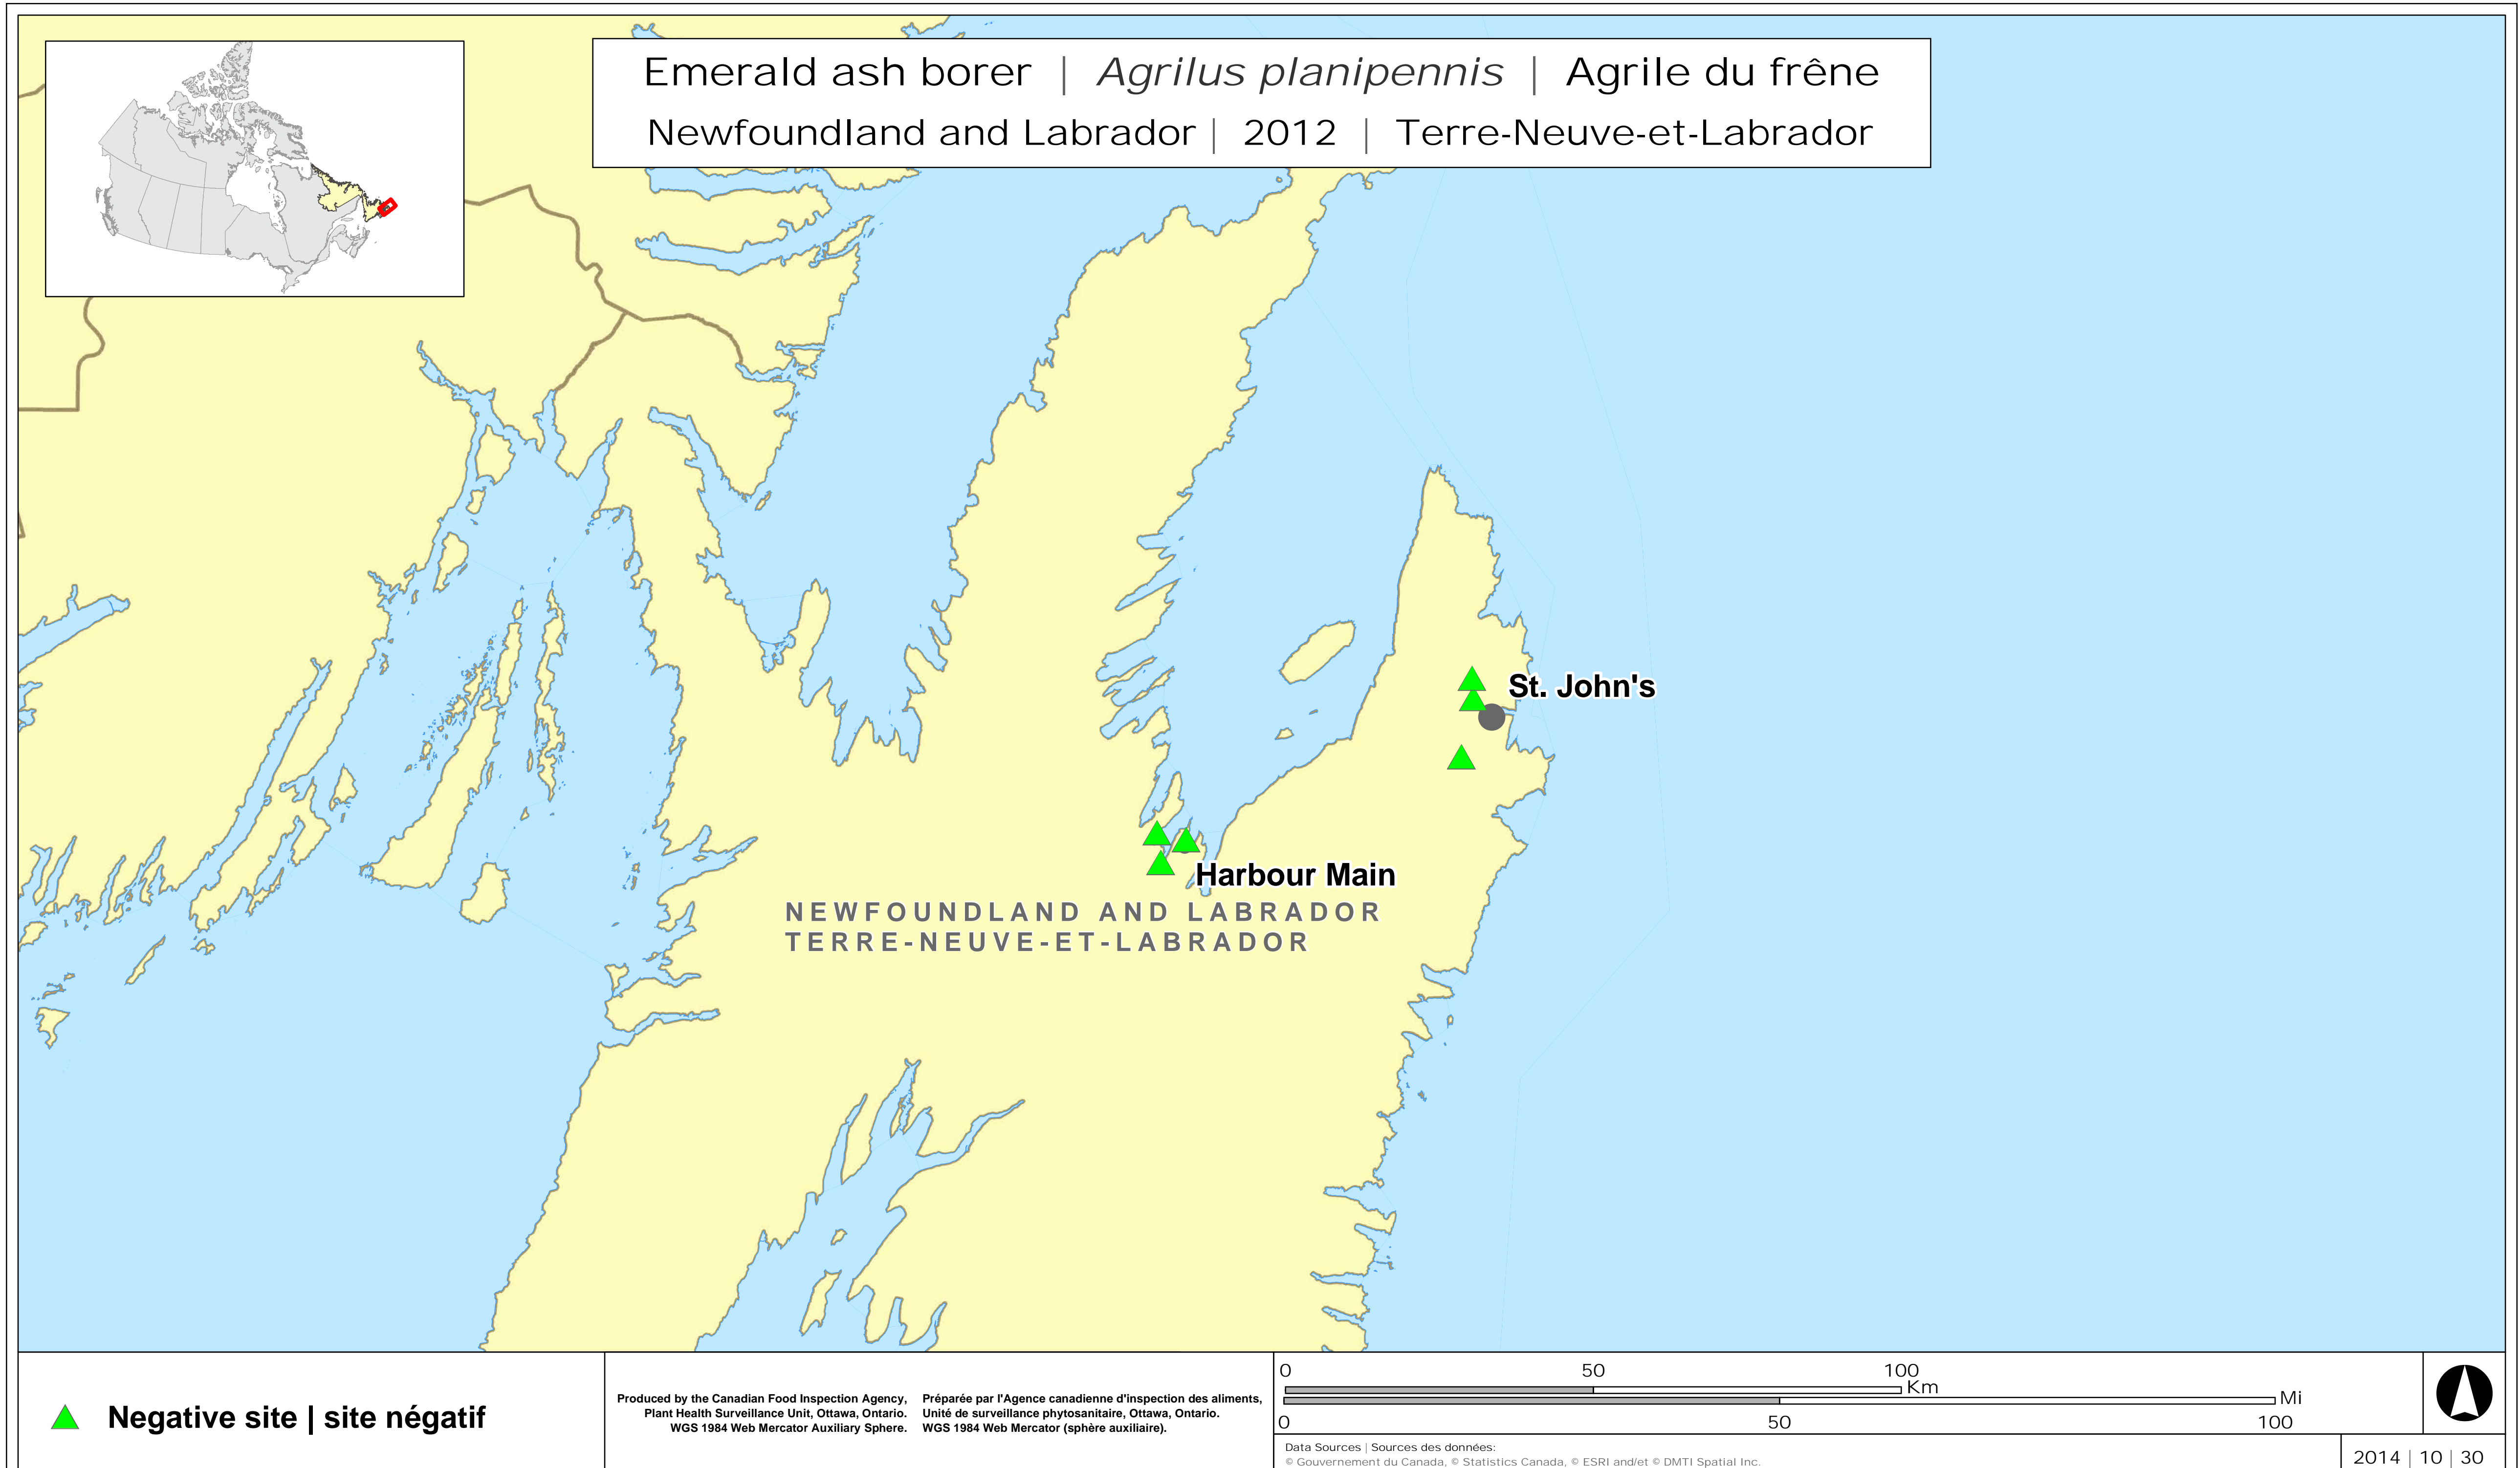 Emerald ash borer | Agrilus planipennis | Agrile du frêne
Newfoundland and Labrador | 2012 | Terre-Neuve-et-Labrador
St. John's
Harbour Main
NEWFOUNDLAND AND LABRADOR
TERRE-NEUVE-ET-LABRADOR
Negative site | site négatif
Produced by the Canadian Food Inspection Agency,
Plant Health Surveillance Unit, Ottawa, Ontario.
WGS 1984 Web Mercator Auxiliary Sphere.
Préparée par l'Agence canadienne d'inspection des aliments,
Unité de surveillance phytosanitaire, Ottawa, Ontario.
WGS 1984 Web Mercator (sphère auxiliaire).
0 50 100
Km
Mi
0 50 100
Data Sources | Sources des données:
© Gouvernement du Canada, © Statistics Canada, © ESRI and/et © DMTI Spatial Inc.
2014 | 10 | 30